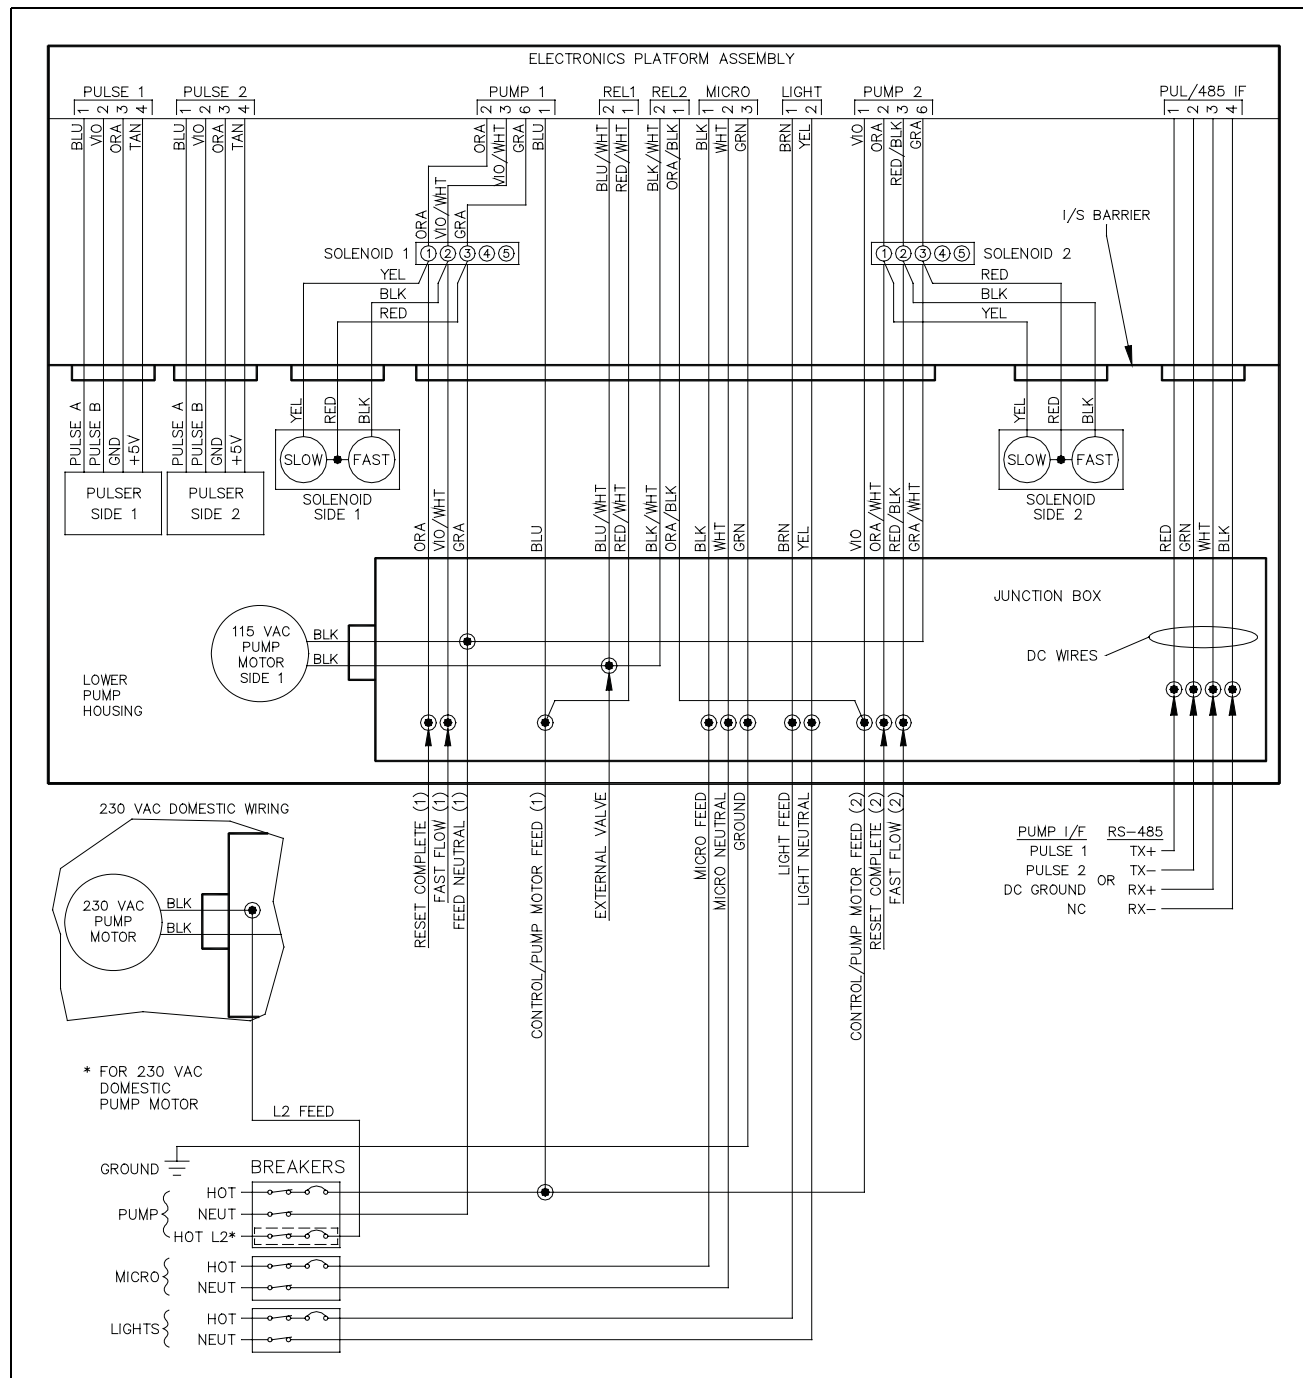 ELECTRONICS PLATFORM ASSEMBLY
PULSE 1
PULSE 2
PUMP 1
REL1
REL2
MICRO
LIGHT
PUMP 2
PUL/485 IF
1 2 3 4
1 2 3 4
2 3 6 1
2 1
2 1
1 2 3
1 2
1 2 3 6
1 2 3 4
BLU
VIO
ORA
TAN
BLU
VIO
ORA
TAN
ORA
VIO/WHT
GRA
BLU
BLU/WHT
RED/WHT
BLK/WHT
ORA/BLK
BLK
WHT
GRN
BRN
YEL
VIO
ORA
RED/BLK
GRA
ORA
VIO/WHT
GRA
I/S BARRIER
SOLENOID 1
1 2 3 4 5
1 2 3 4 5
SOLENOID 2
YEL
BLK
RED
RED
BLK
YEL
PULSE A
PULSE B
GND
+5V
PULSE A
PULSE B
GND
+5V
YEL
RED
BLK
YEL
RED
BLK
SLOW
FAST
SLOW
FAST
PULSER
SIDE 1
PULSER
SIDE 2
SOLENOID
SIDE 1
SOLENOID
SIDE 2
ORA
VIO/WHT
GRA
BLU
BLU/WHT
RED/WHT
BLK/WHT
ORA/BLK
BLK
WHT
GRN
BRN
YEL
VIO
ORA/WHT
RED/BLK
GRA/WHT
RED
GRN
WHT
BLK
JUNCTION BOX
115 VAC
PUMP
MOTOR
SIDE 1
BLK
BLK
DC WIRES
LOWER
PUMP
HOUSING
230 VAC DOMESTIC WIRING
RESET COMPLETE (1)
FAST FLOW (1)
FEED NEUTRAL (1)
CONTROL/PUMP MOTOR FEED (1)
EXTERNAL VALVE
MICRO FEED
MICRO NEUTRAL
GROUND
LIGHT FEED
LIGHT NEUTRAL
CONTROL/PUMP MOTOR FEED (2)
RESET COMPLETE (2)
FAST FLOW (2)
PUMP I/F RS-485
PULSE 1 TX+
PULSE 2 TX-
OR
DC GROUND RX+
NC RX-
230 VAC
PUMP
MOTOR
BLK
BLK
* FOR 230 VAC
DOMESTIC
PUMP MOTOR
L2 FEED
GROUND
BREAKERS
PUMP
HOT
NEUT
HOT L2*
MICRO
HOT
NEUT
LIGHTS
HOT
NEUT